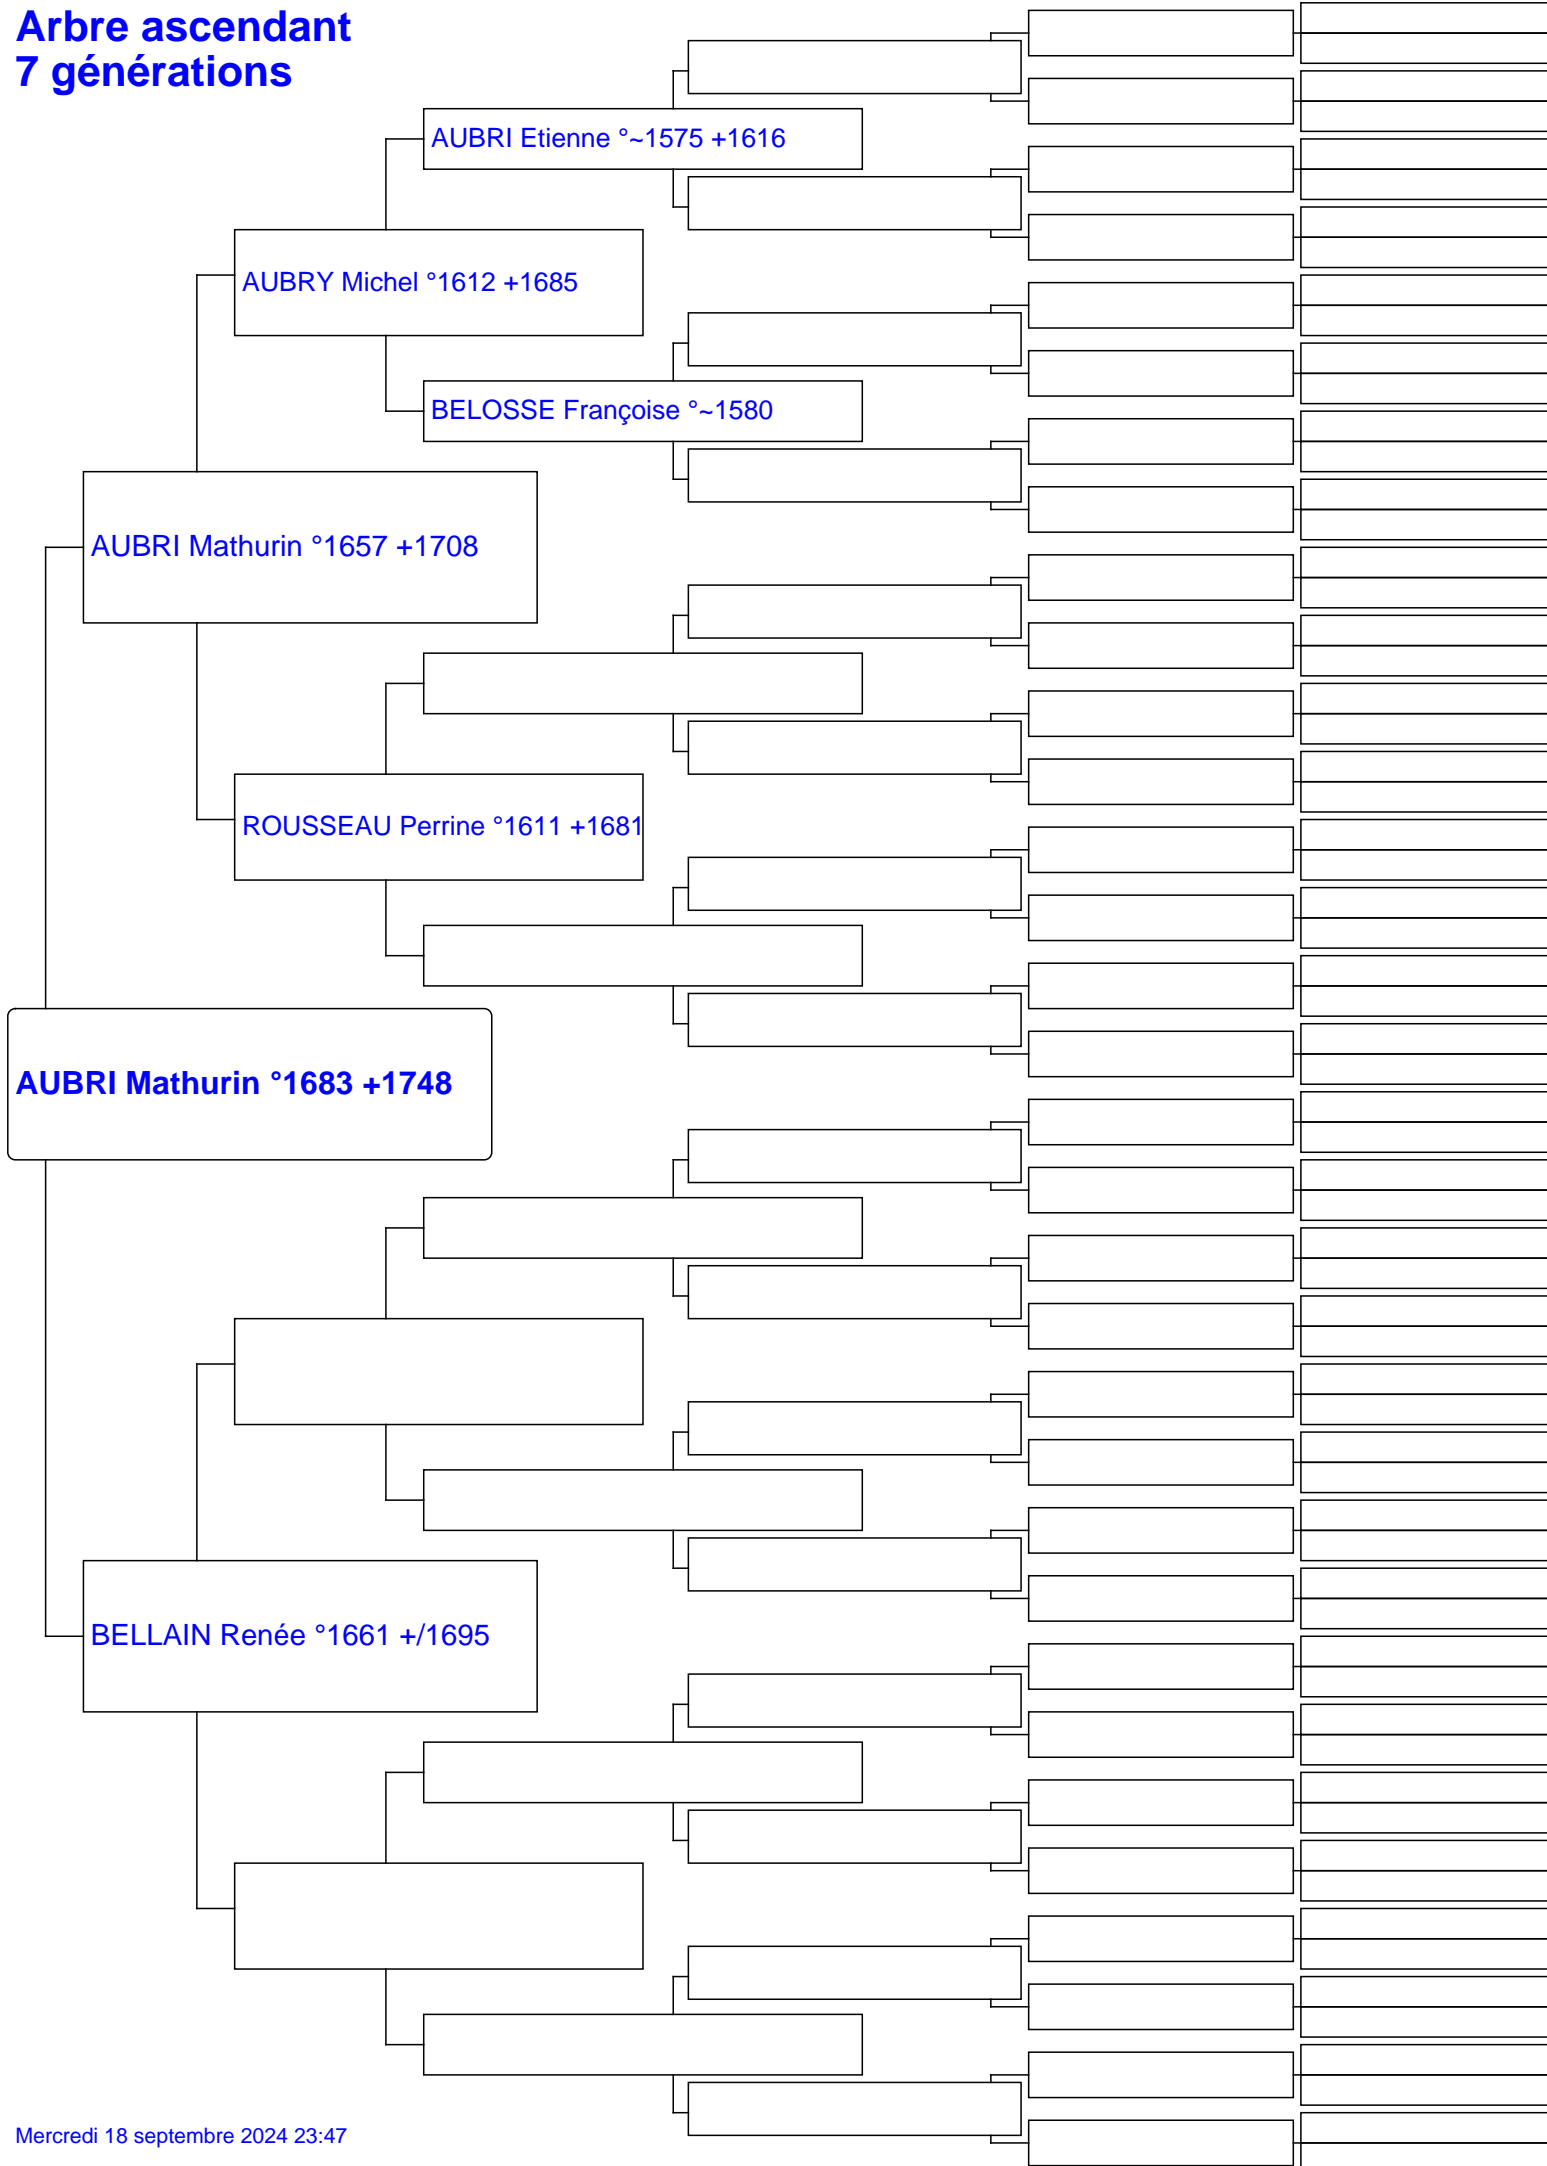 Arbre ascendant
7 générations
AUBRI Etienne °~1575 +1616
AUBRY Michel °1612 +1685
BELOSSE Françoise °~1580
AUBRI Mathurin °1657 +1708
ROUSSEAU Perrine °1611 +1681
AUBRI Mathurin °1683 +1748
BELLAIN Renée °1661 +/1695
Mercredi 18 septembre 2024 23:47